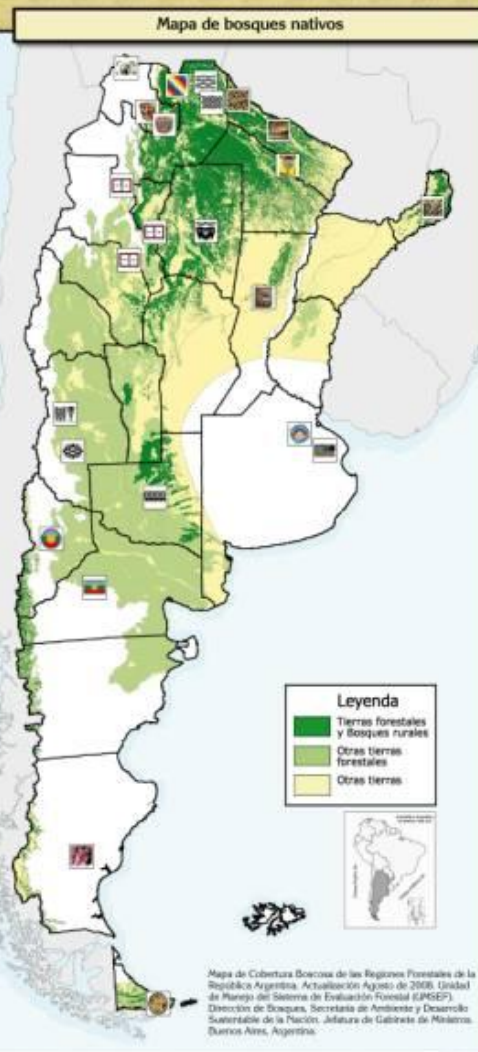 Mapa de bosques nativos
Leyenda
Tierras forestales
y Bosques rurales
Otras tierras
forestales
Otras tierras
Mapa de Cobertura Boscosa de las Regiones Forestales de la
República Argentina. Actualización Agosto de 2008. Unidad
de Manejo del Sistema de Evaluación Forestal (UMSEF).
Dirección de Bosques, Secretaría de Ambiente y Desarrollo
Sustentable de la Nación. Jefatura de Gabinete de Ministros.
Buenos Aires, Argentina.